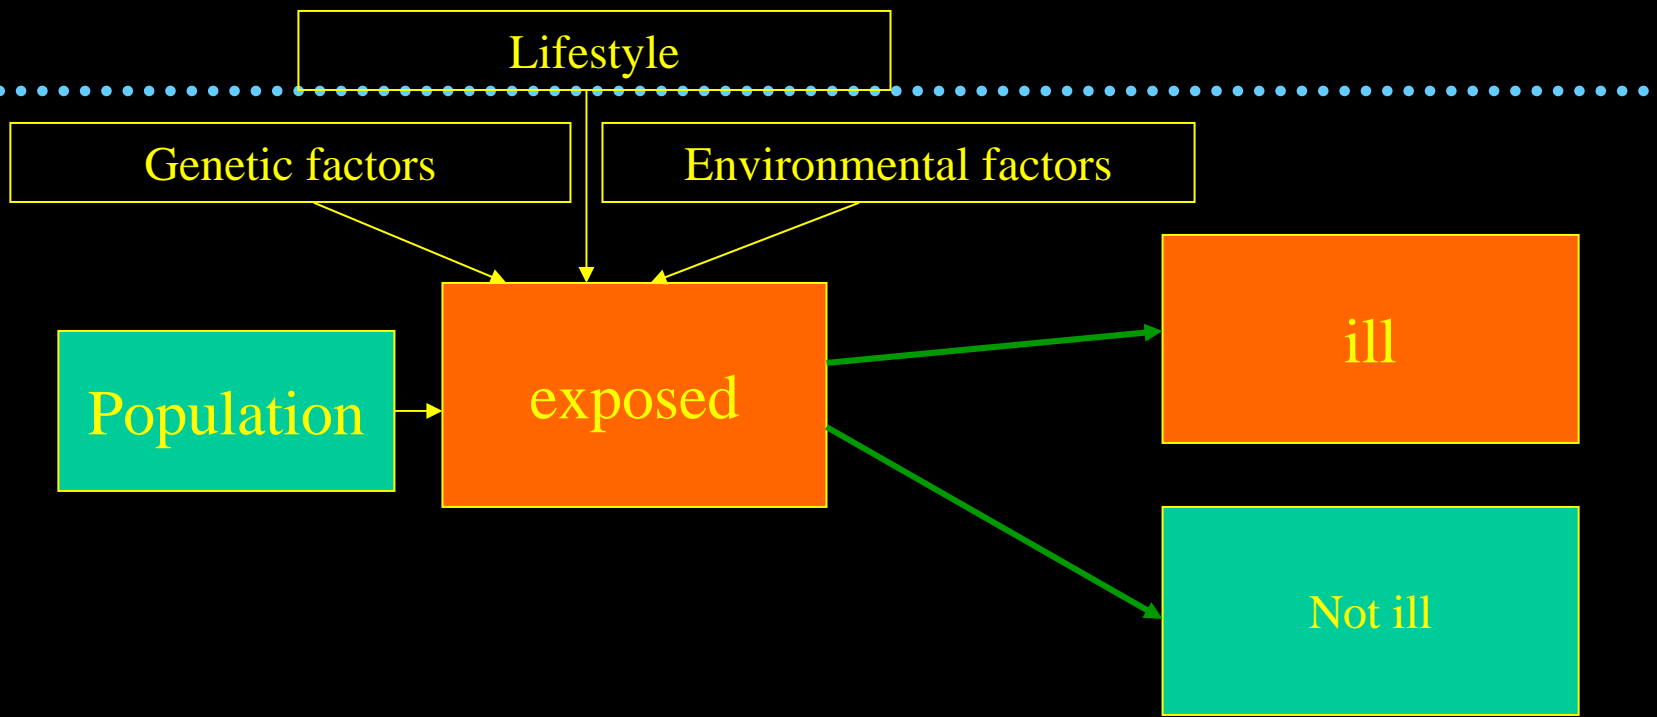 Lifestyle
Genetic factors
Environmental factors
Population
exposed
ill
Not ill